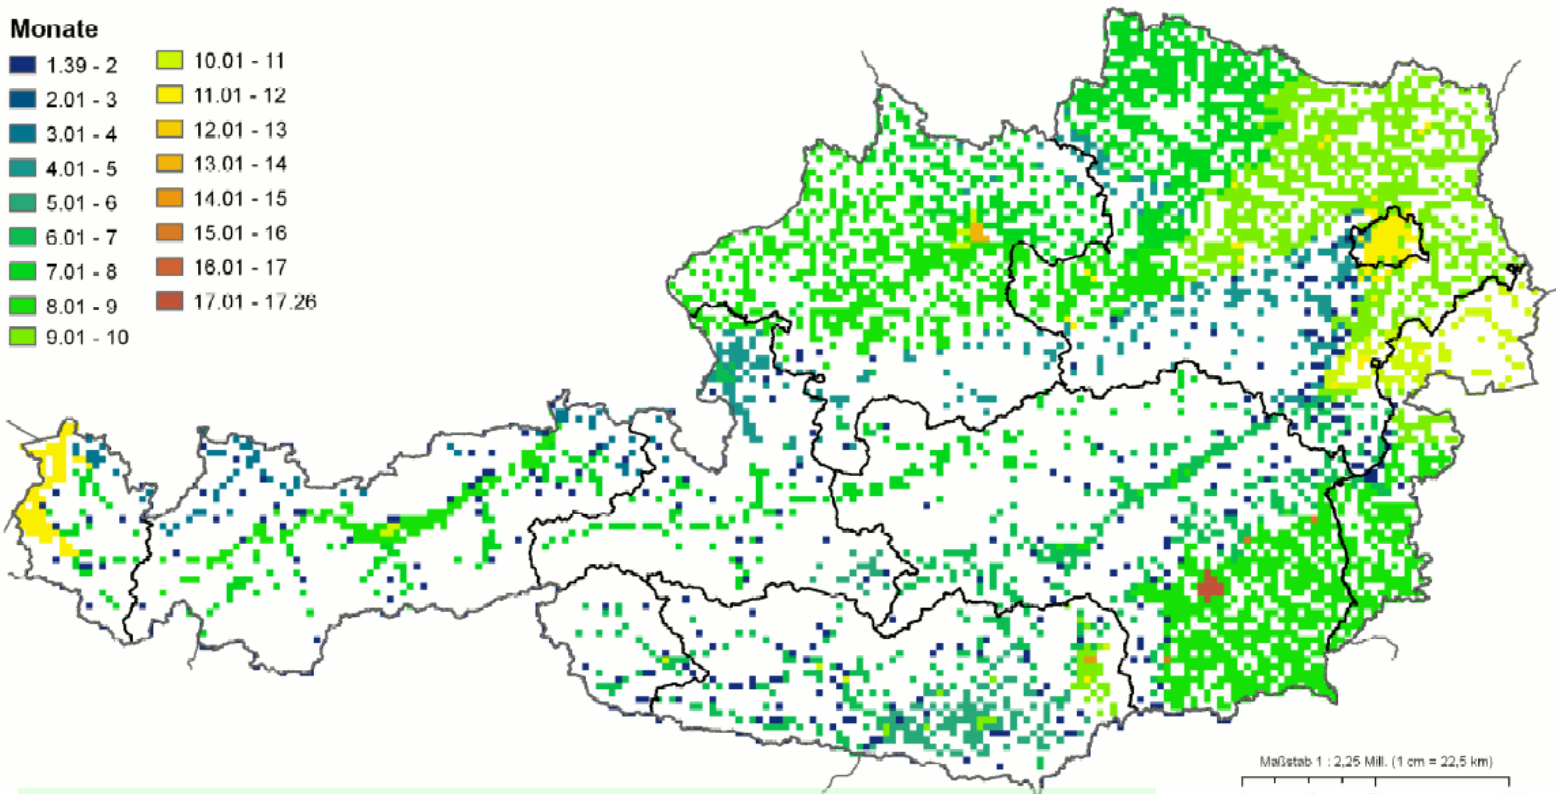 Monate
1.39 - 2
2.01 - 3
3.01 - 4
4.01 - 5
5.01 - 6
6.01 - 7
7.01 - 8
8.01 - 9
9.01 - 10
10.01 - 11
11.01 - 12
12.01 - 13
13.01 - 14
14.01 - 15
15.01 - 16
16.01 - 17
17.01 - 17.26
Maßstab 1 : 2,25 Mill. (1 cm = 22,5 km)